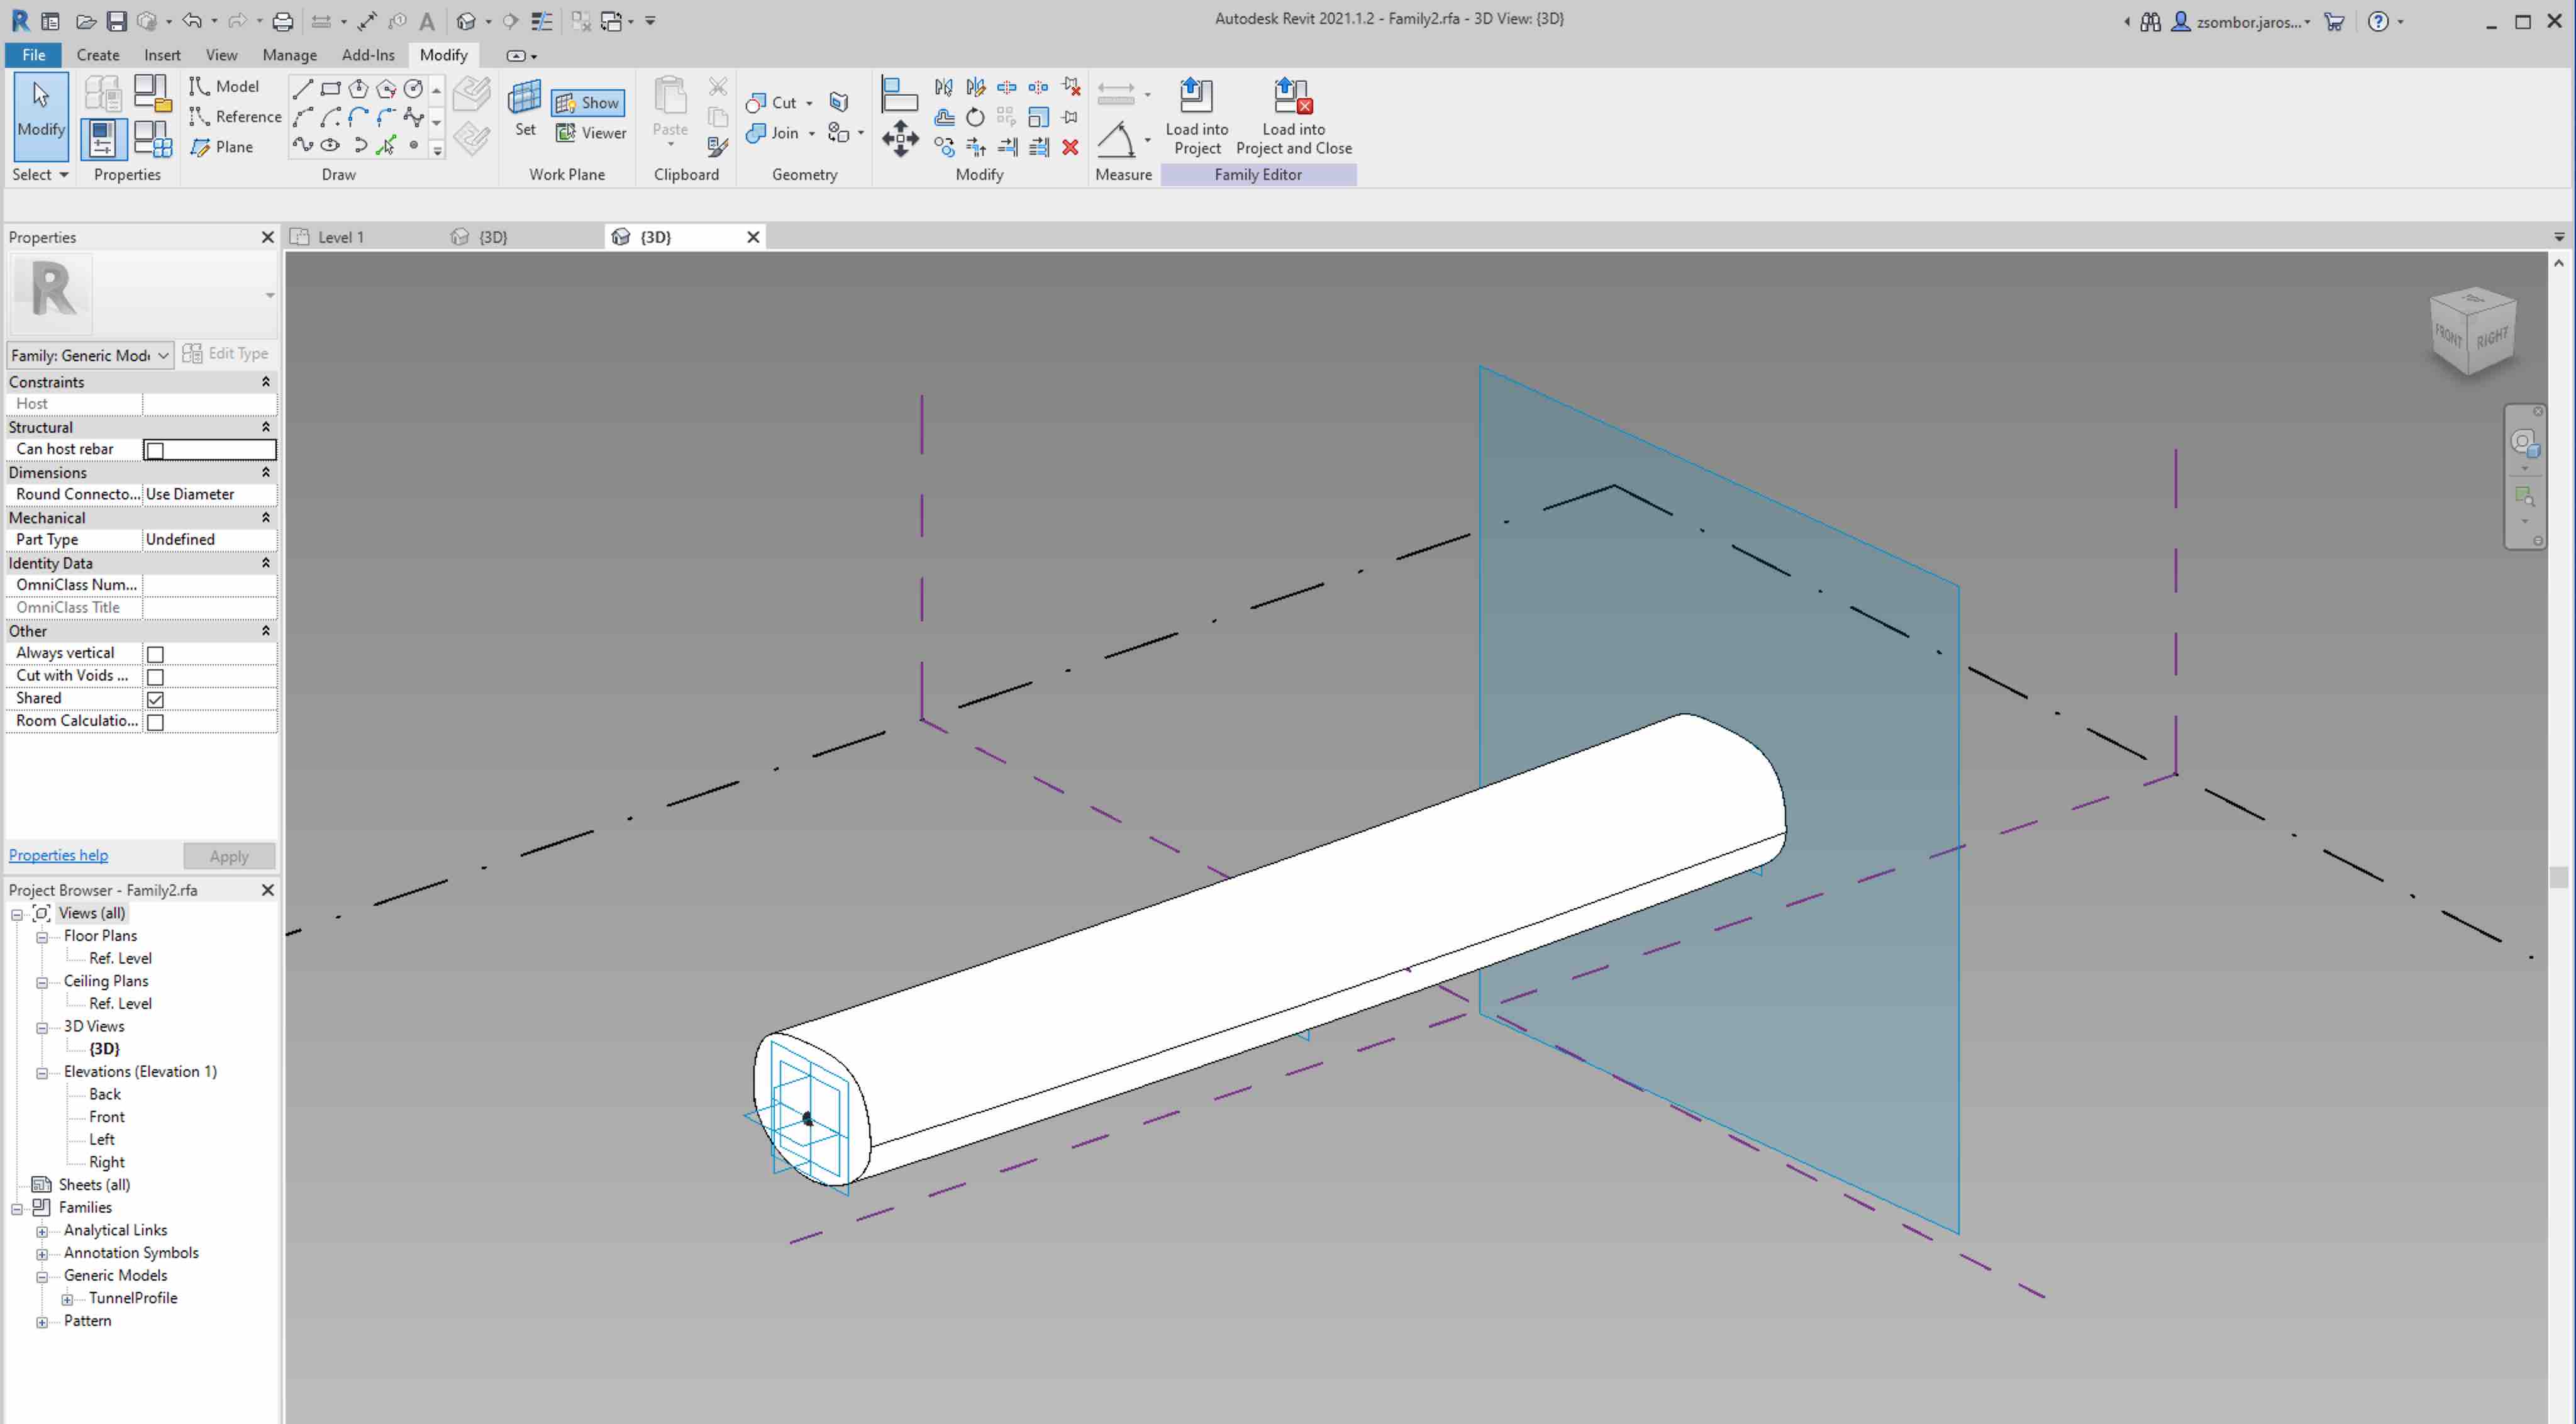 Autodesk Revit 2021.1.2 - Family2.rfa - 3D View: {3D}
zsombor.jaros...
File Create Insert View Manage Add-Ins Modify
Modify
Model
Reference
Plane
Set
Show
Viewer
Paste
Cut
Join
Load into Project
Load into Project and Close
Select Properties Draw Work Plane Clipboard Geometry Modify Measure Family Editor
Properties
Level 1
{3D}
{3D}
R
Family: Generic Mod
Edit Type
Constraints
Host
Structural
Can host rebar
Dimensions
Round Connecto... Use Diameter
Mechanical
Part Type Undefined
Identity Data
OmniClass Num...
OmniClass Title
Other
Always vertical
Cut with Voids ...
Shared
Room Calculatio...
Properties help
Apply
Project Browser - Family2.rfa
Views (all)
Floor Plans
Ref. Level
Ceiling Plans
Ref. Level
3D Views
{3D}
Elevations (Elevation 1)
Back
Front
Left
Right
Sheets (all)
Families
Analytical Links
Annotation Symbols
Generic Models
TunnelProfile
Pattern
TOP
FRONT
RIGHT